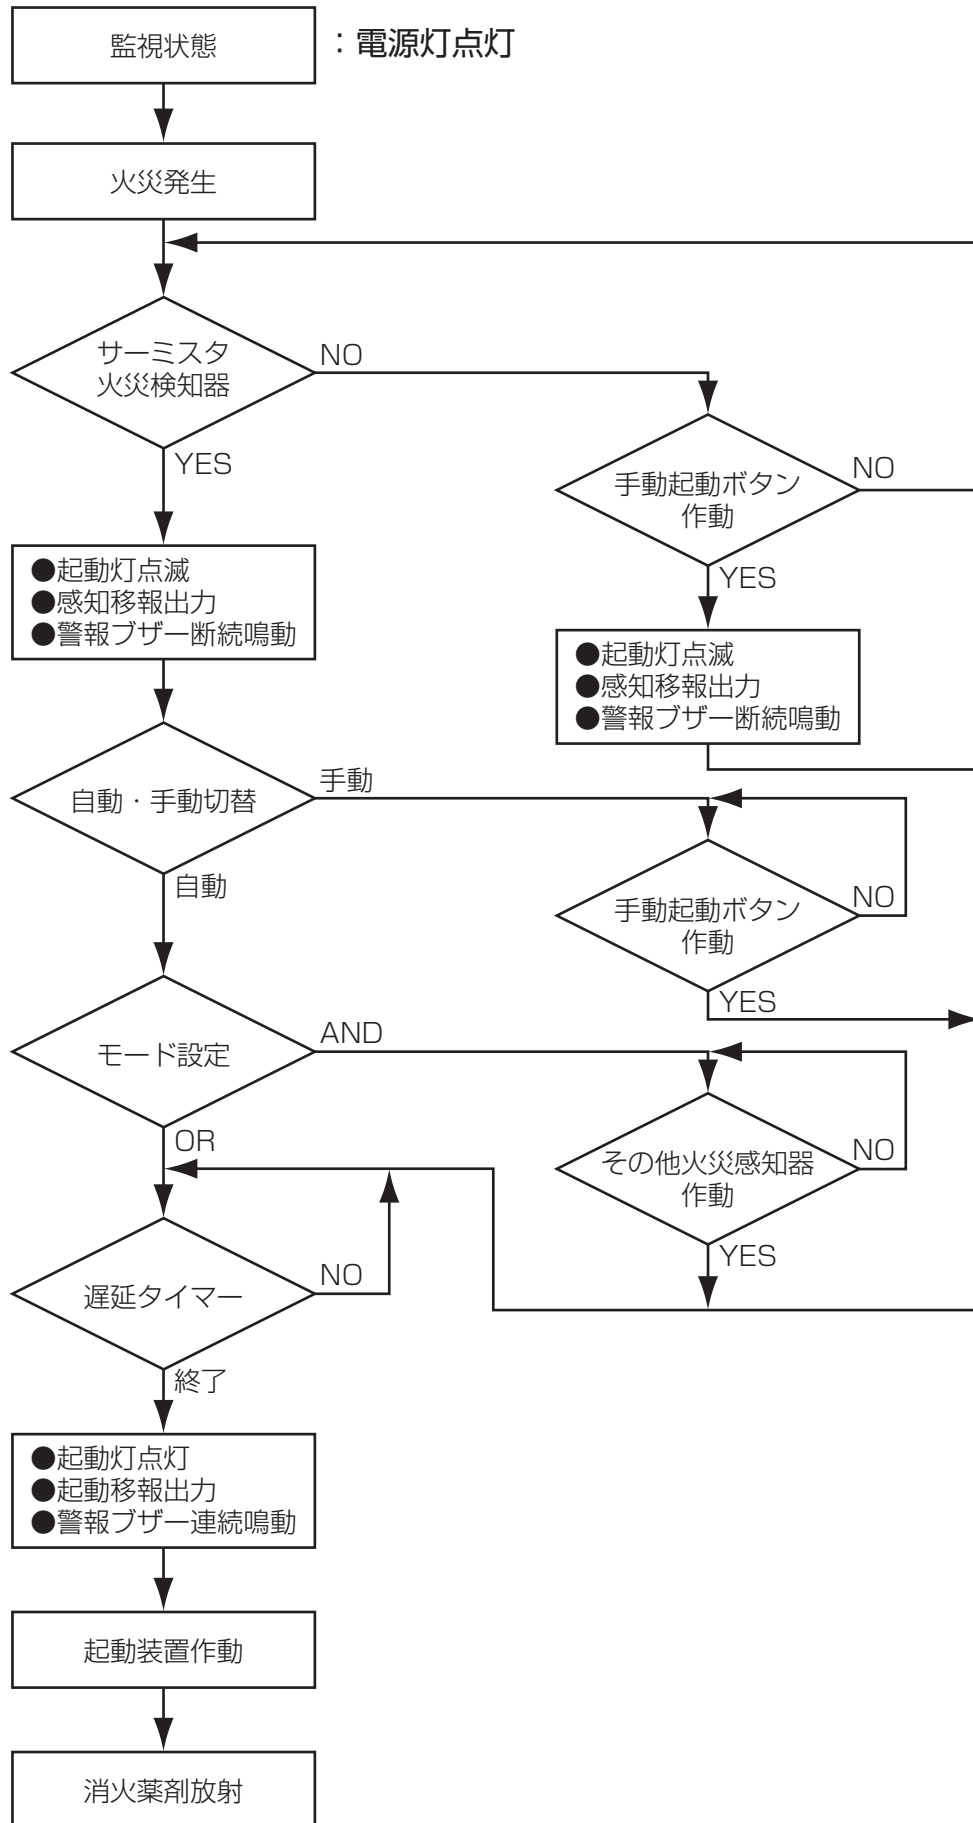 監視状態
：電源灯点灯
火災発生
サーミスタ
火災検知器
NO
YES
手動起動ボタン
作動
NO
YES
●起動灯点滅
●感知移報出力
●警報ブザー断続鳴動
●起動灯点滅
●感知移報出力
●警報ブザー断続鳴動
自動・手動切替
手動
自動
手動起動ボタン
作動
NO
YES
モード設定
AND
OR
その他火災感知器
作動
NO
YES
遅延タイマー
NO
終了
●起動灯点灯
●起動移報出力
●警報ブザー連続鳴動
起動装置作動
消火薬剤放射